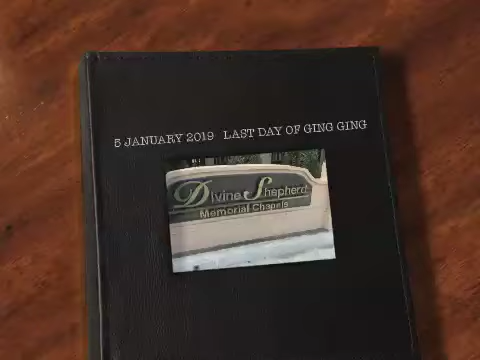 5 JANUARY 2019 LAST DAY OF GING GING
Divine Shepherd
Memorial Chapels